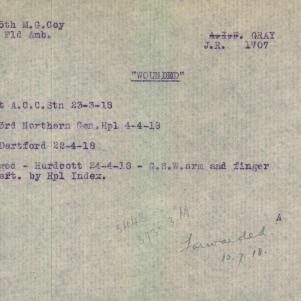 5th M.G.Coy
Fld Amb.
A.I.F. GRAY
J.R. 1707
"WOUNDED"
t A.C.C.Stn 23-3-18
3rd Northern Gen.Hpl 4-4-18
Dartford 22-4-18
- Hurdcott 24-4-18 - G.S.W.arm and finger
eft. by Hpl Index.
A
Forwarded
10.7.18.